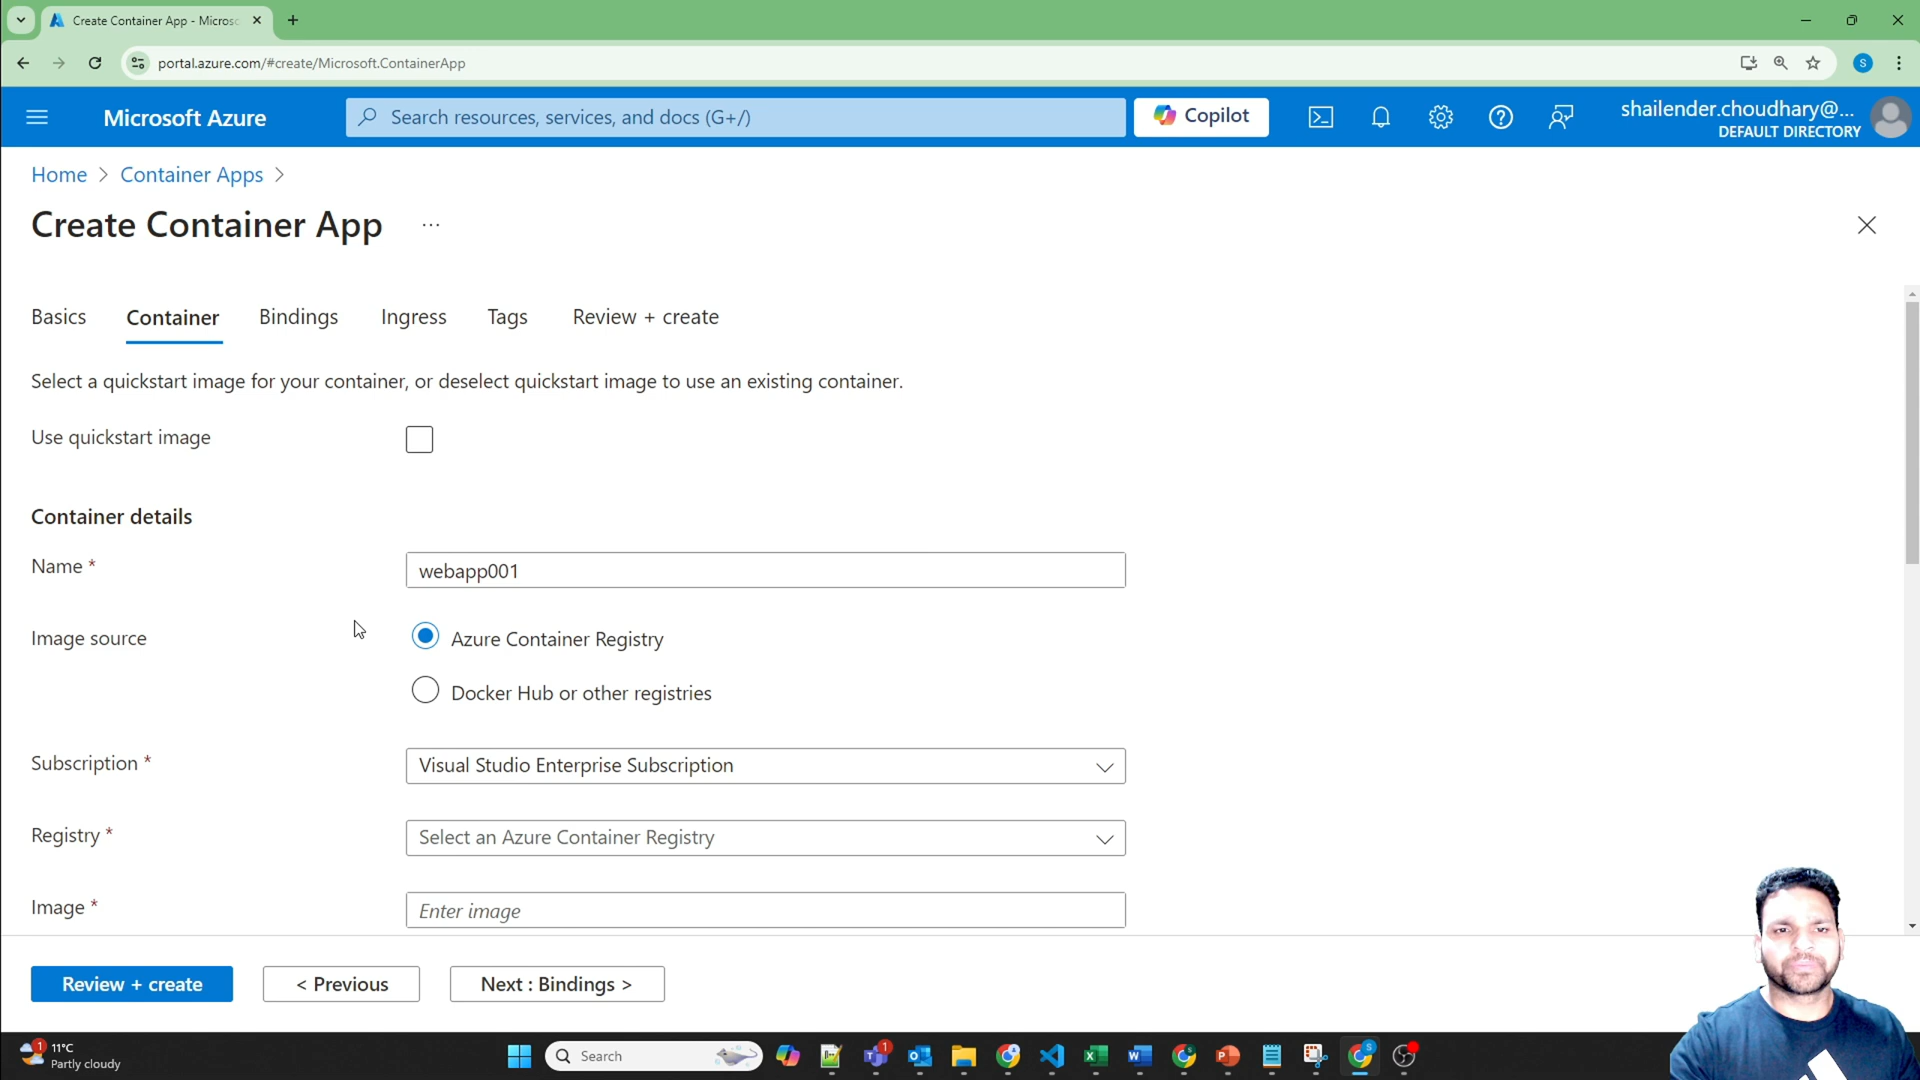 Create Container App - Micros
portal.azure.com/#create/Microsoft.ContainerApp
S
Microsoft Azure
Search resources, services, and docs (G+/)
Copilot
shailender.choudhary@...
DEFAULT DIRECTORY
Home > Container Apps >
Create Container App ...
Basics Container Bindings Ingress Tags Review + create
Select a quickstart image for your container, or deselect quickstart image to use an existing container.
Use quickstart image
Container details
Name * webapp001
Image source Azure Container Registry
Docker Hub or other registries
Subscription * Visual Studio Enterprise Subscription
Registry * Select an Azure Container Registry
Image * Enter image
Review + create < Previous Next : Bindings >
1 11°C
Partly cloudy
Search
1